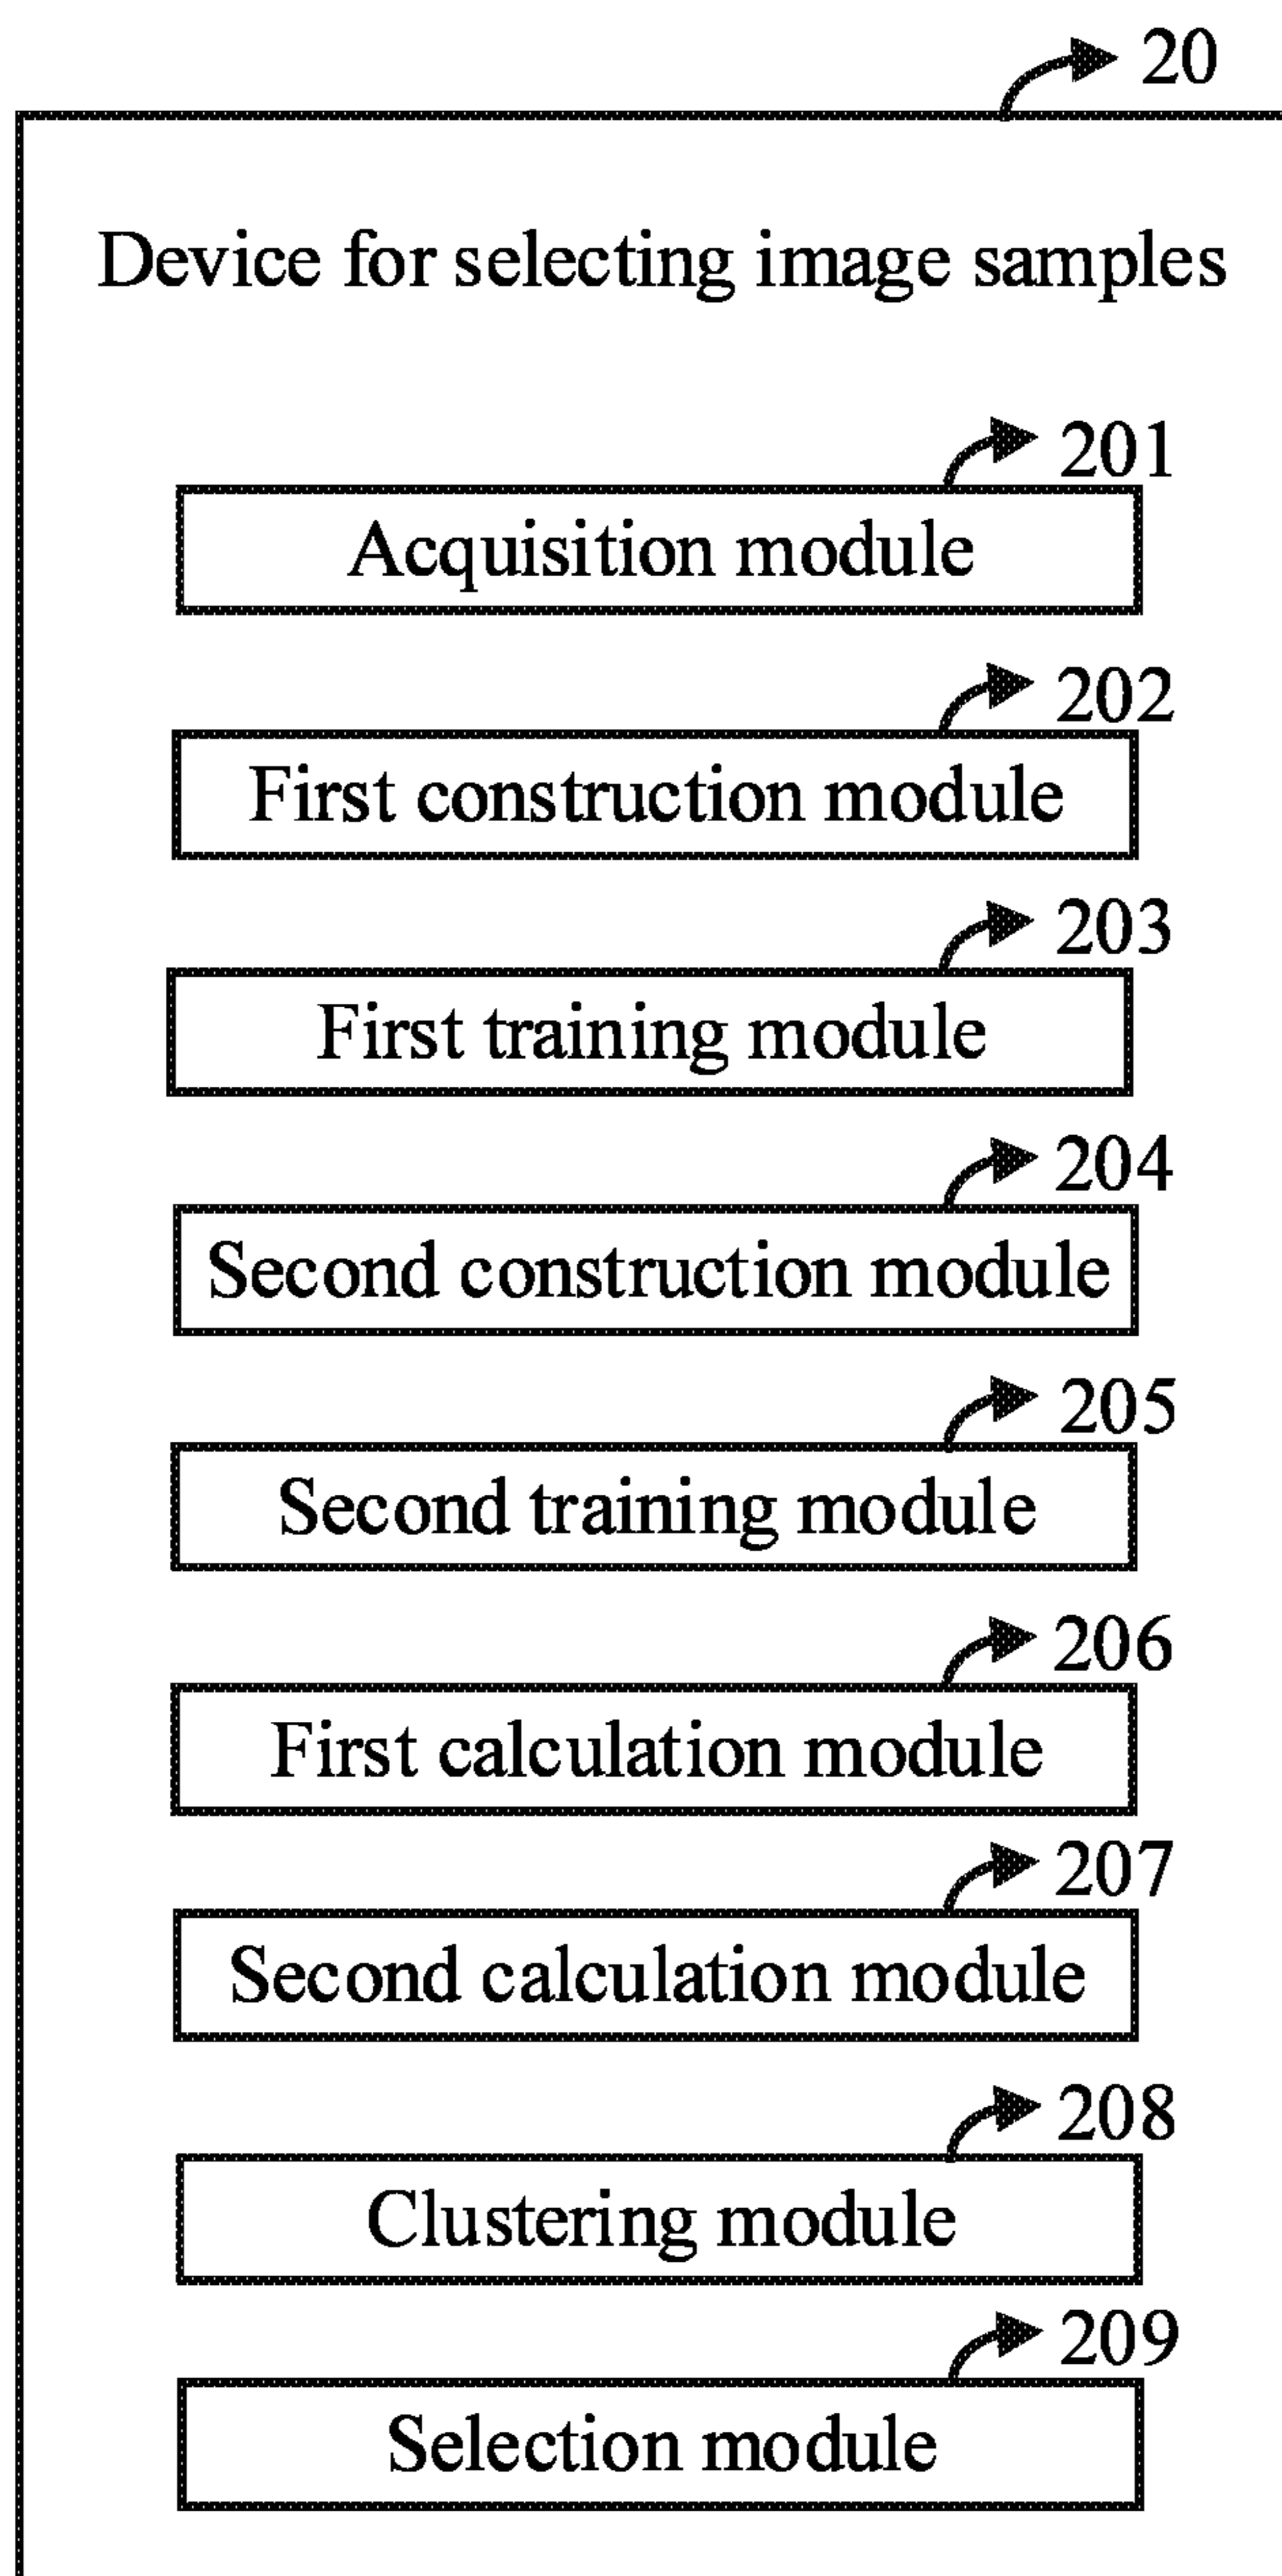 20
Device for selecting image samples
201
Acquisition module
202
First construction module
203
First training module
204
Second construction module
205
Second training module
206
First calculation module
207
Second calculation module
208
Clustering module
209
Selection module